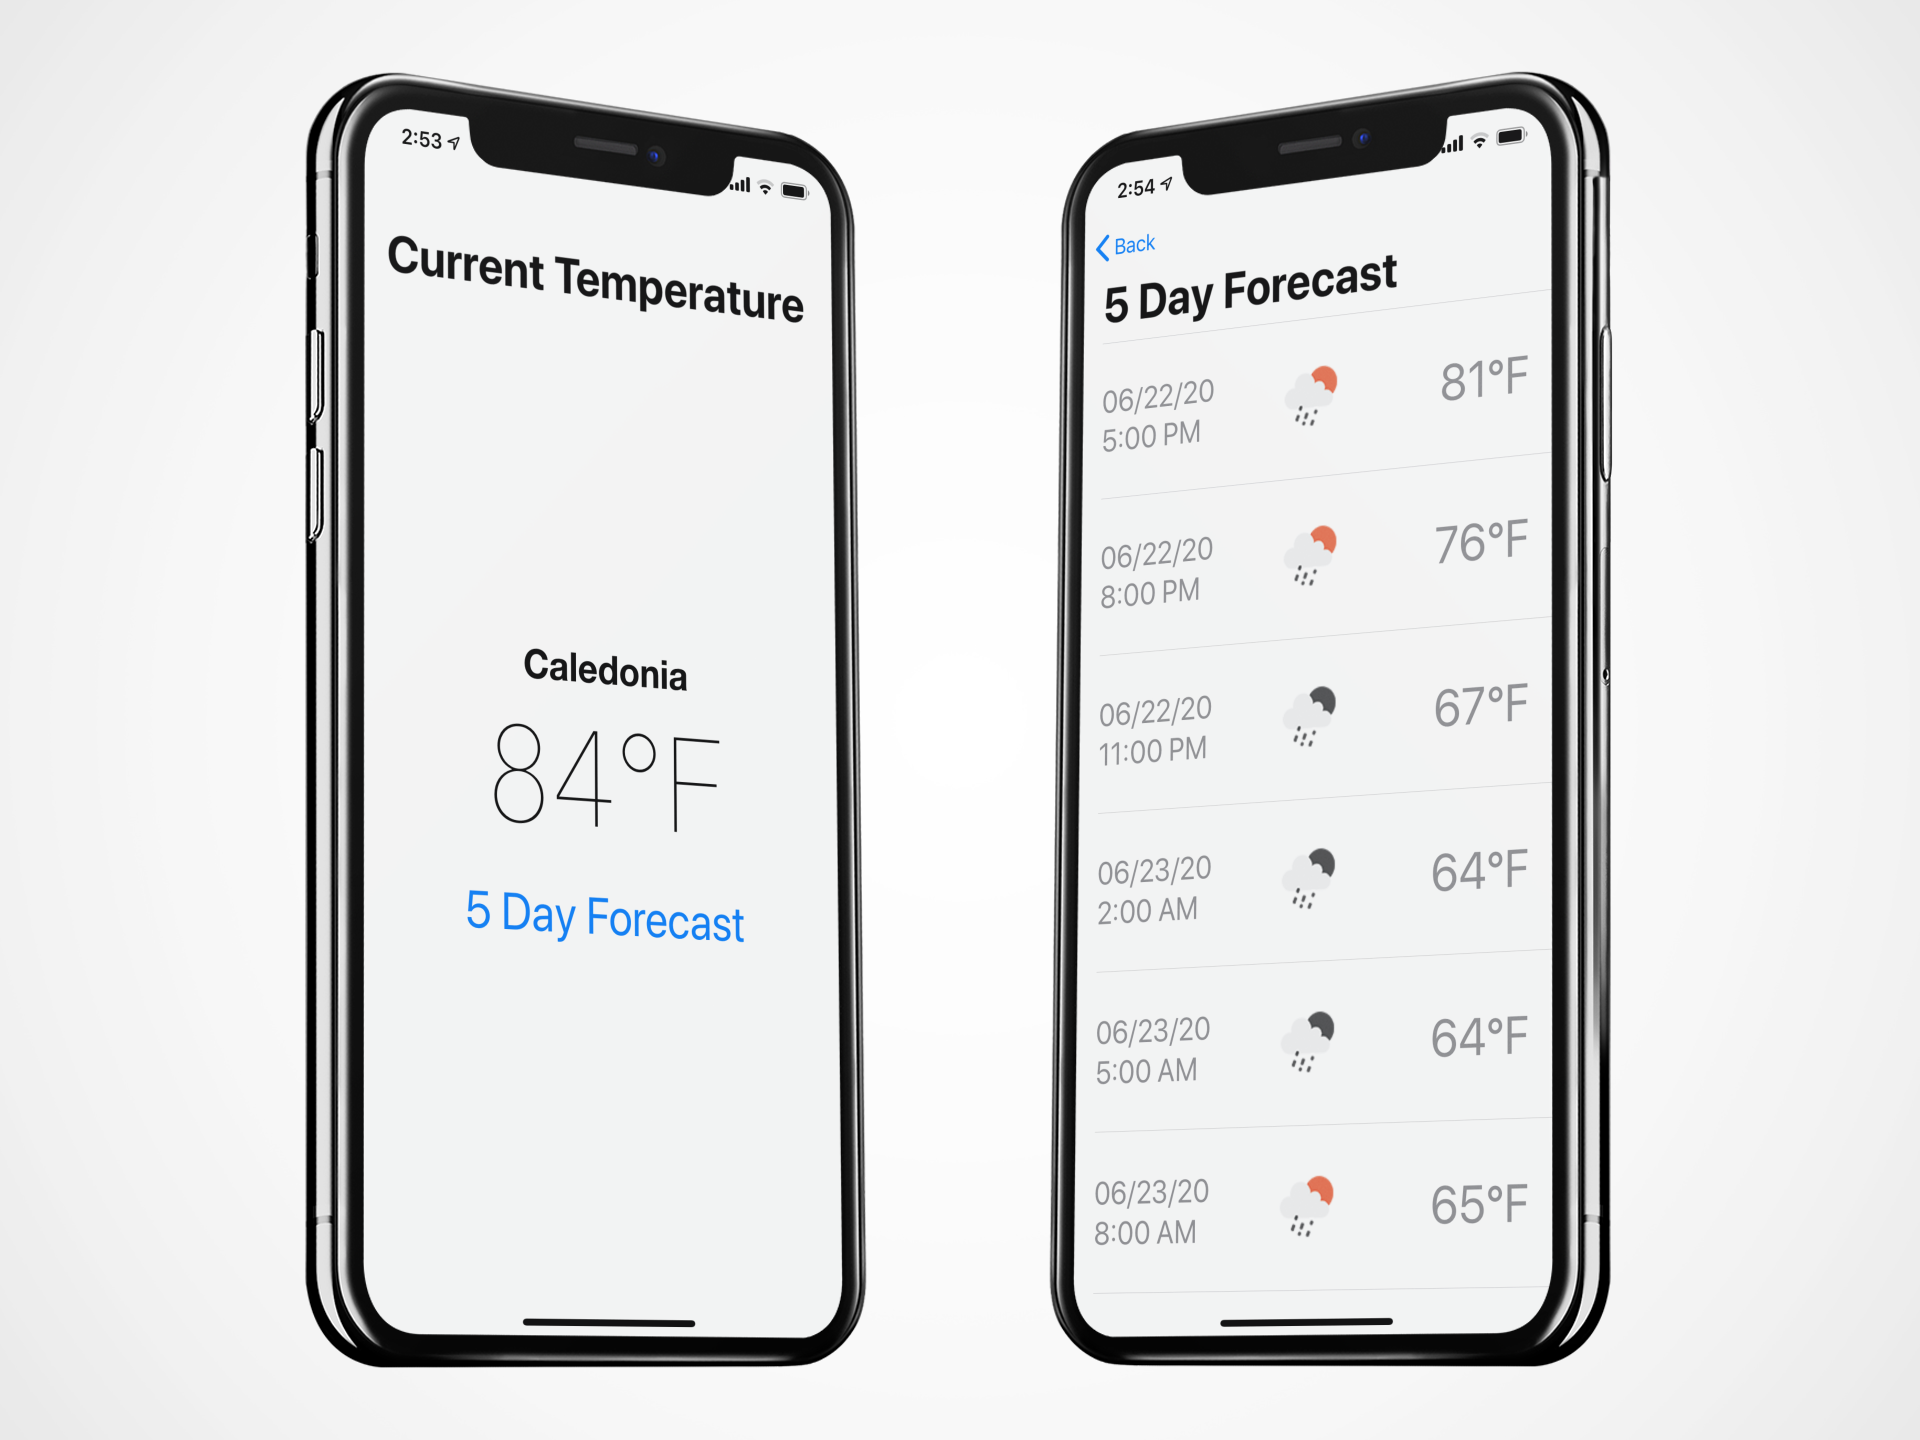 2:53
Current Temperature
Caledonia
84°F
5 Day Forecast
2:54
Back
5 Day Forecast
06/22/20
5:00 PM
81°F
06/22/20
8:00 PM
76°F
06/22/20
11:00 PM
67°F
06/23/20
2:00 AM
64°F
06/23/20
5:00 AM
64°F
06/23/20
8:00 AM
65°F